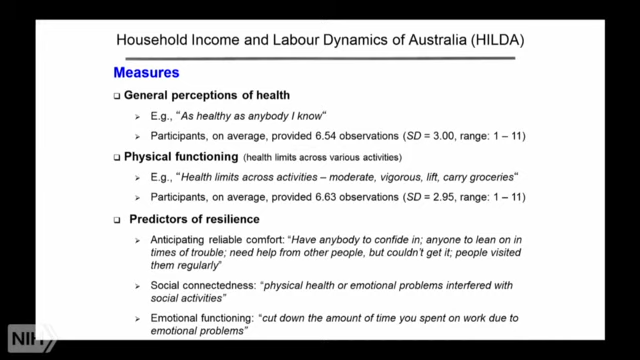 Household Income and Labour Dynamics of Australia (HILDA)
Measures
❑ General perceptions of health
➢ E.g., "As healthy as anybody I know"
➢ Participants, on average, provided 6.54 observations (SD = 3.00, range: 1 – 11)
❑ Physical functioning (health limits across various activities)
➢ E.g., "Health limits across activities – moderate, vigorous, lift, carry groceries"
➢ Participants, on average, provided 6.63 observations (SD = 2.95, range: 1 – 11)
❑ Predictors of resilience
➢ Anticipating reliable comfort: "Have anybody to confide in; anyone to lean on in
times of trouble; need help from other people, but couldn't get it; people visited
them regularly"
➢ Social connectedness: "physical health or emotional problems interfered with
social activities"
➢ Emotional functioning: "cut down the amount of time you spent on work due to
emotional problems"
NIH